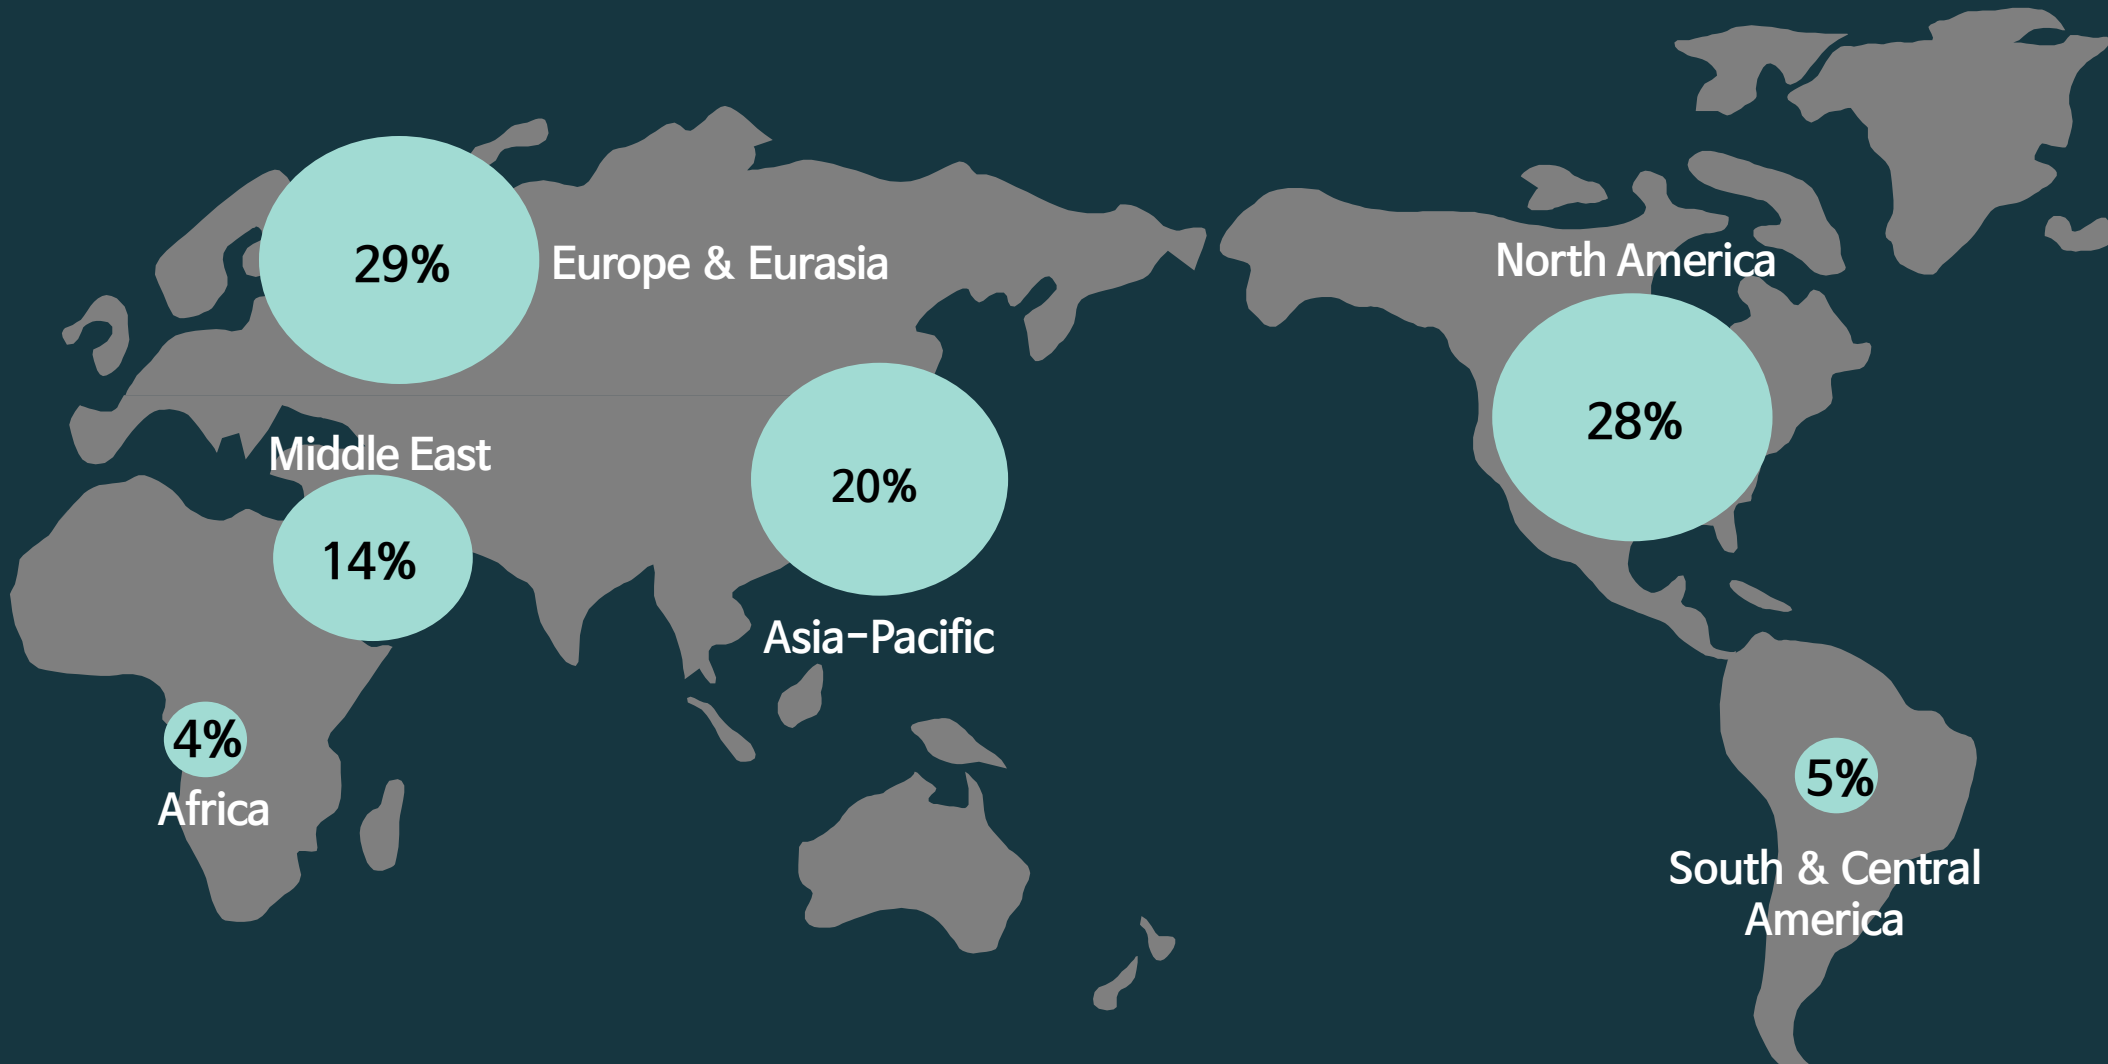 29%
Europe & Eurasia
North America
28%
Middle East
14%
20%
Asia-Pacific
4%
Africa
5%
South & Central
America